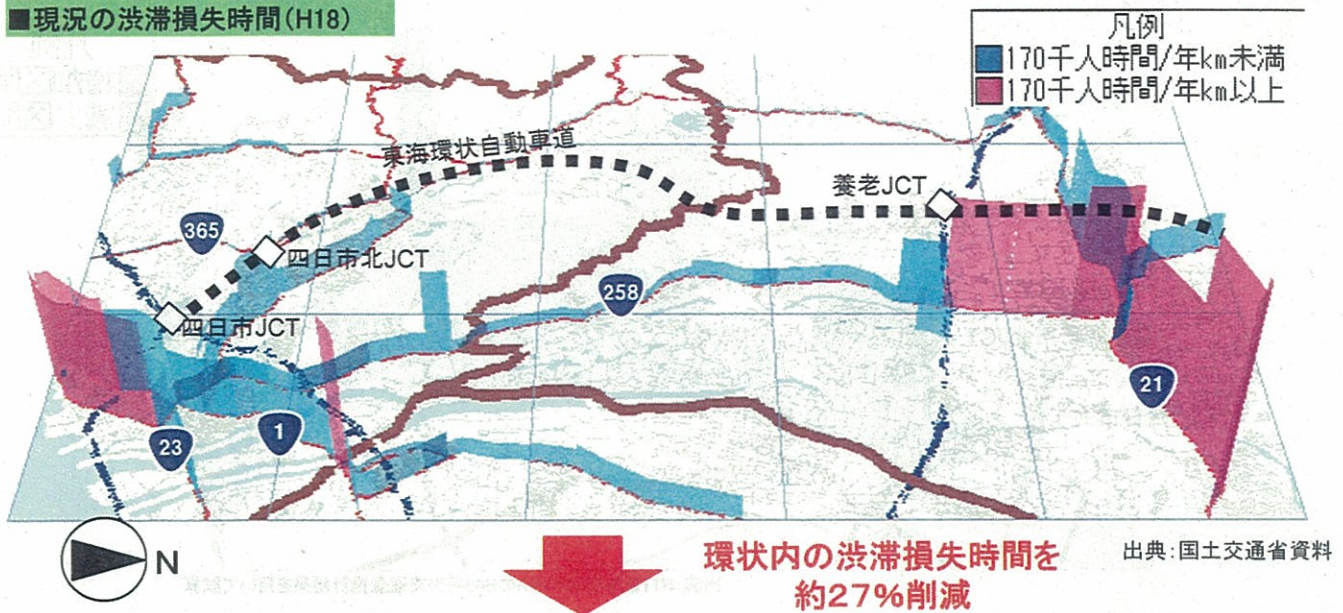 ■現況の渋滞損失時間(H18)
凡例
170千人時間/年km未満
170千人時間/年km以上
東海環状自動車道
養老JCT
365
四日市北JCT
258
四日市JCT
21
1
23
N
環状内の渋滞損失時間を
約27%削減
出典:国土交通省資料